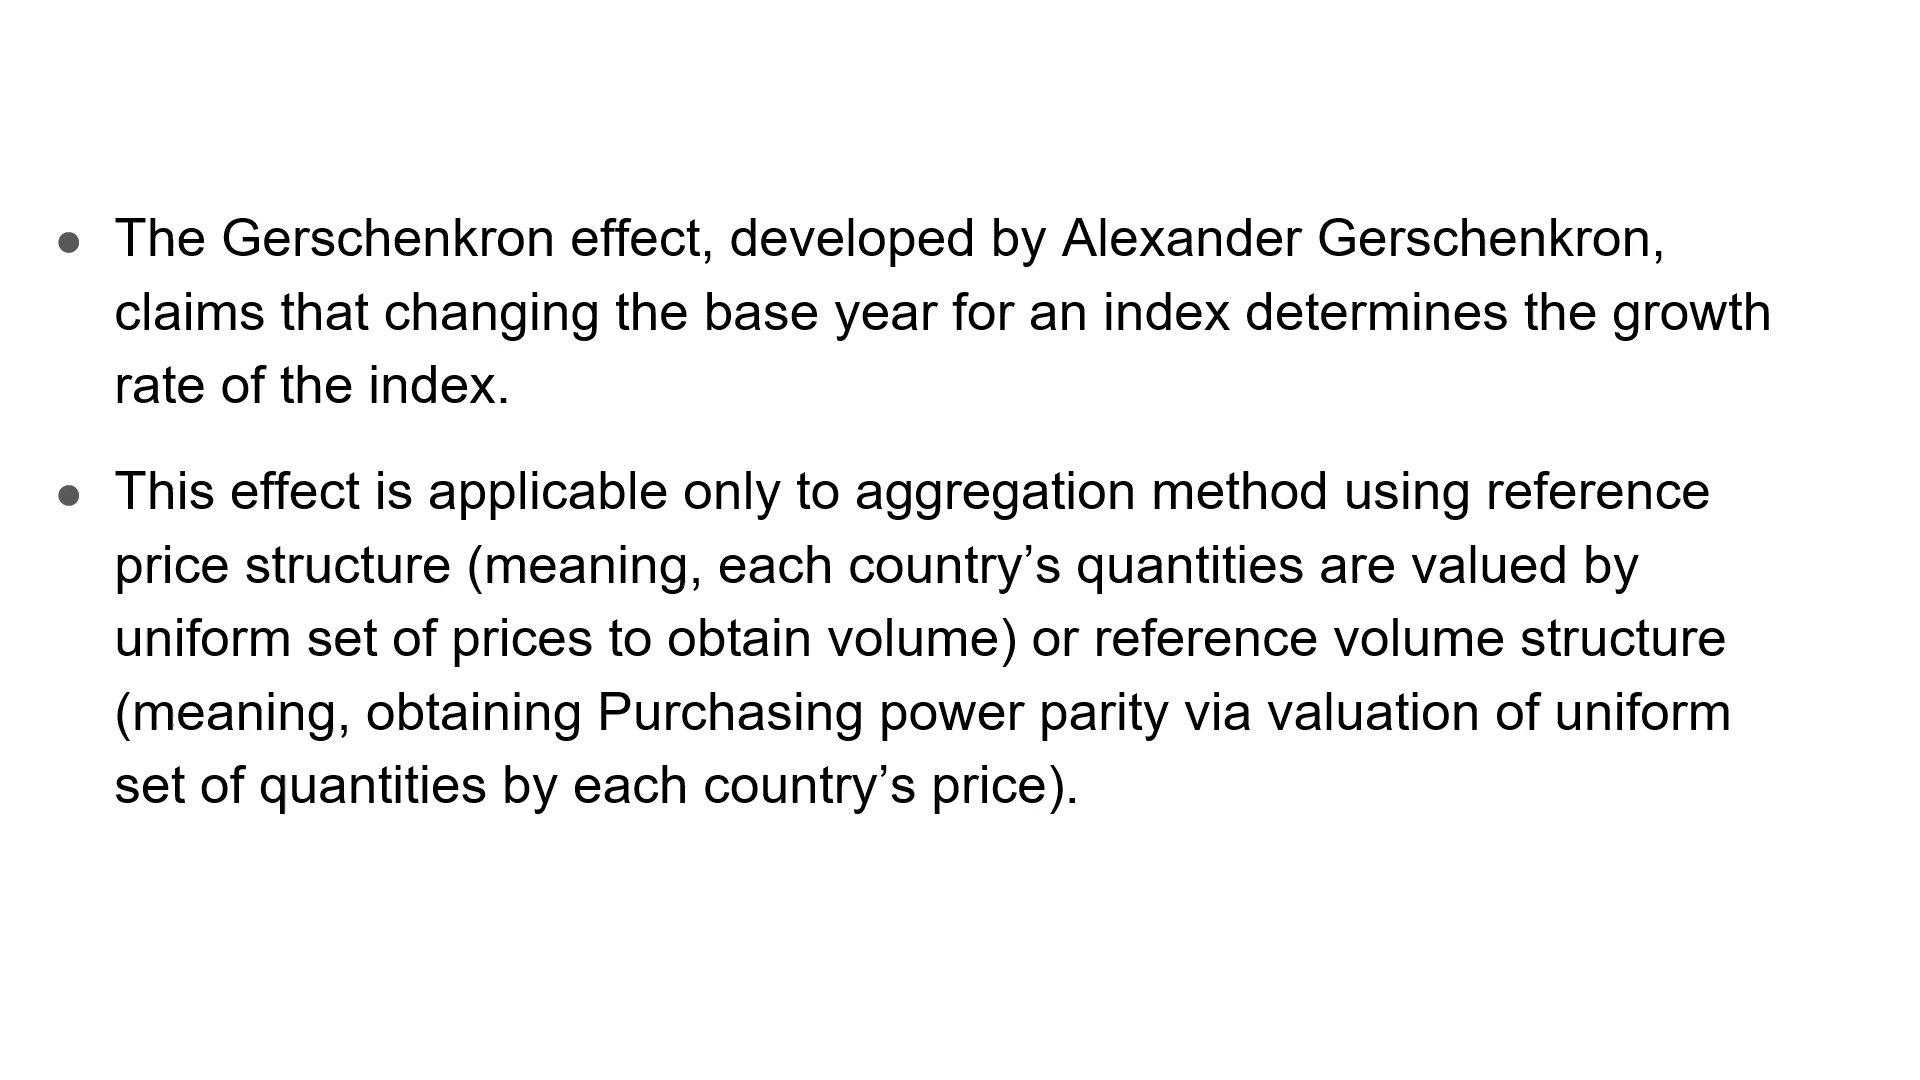 ● The Gerschenkron effect, developed by Alexander Gerschenkron,
claims that changing the base year for an index determines the growth
rate of the index.
● This effect is applicable only to aggregation method using reference
price structure (meaning, each country’s quantities are valued by
uniform set of prices to obtain volume) or reference volume structure
(meaning, obtaining Purchasing power parity via valuation of uniform
set of quantities by each country’s price).